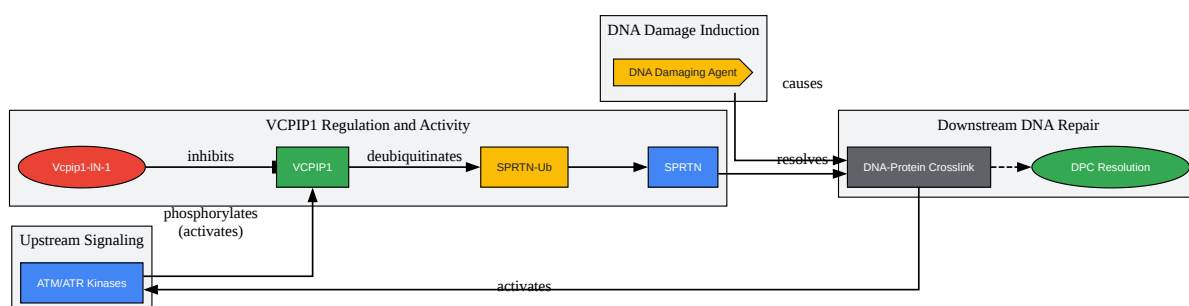 DNA Damage Induction
DNA Damaging Agent
causes
VCPIP1 Regulation and Activity
Vcpip1-IN-1
inhibits
VCPIP1
deubiquitinates
SPRTN-Ub
SPRTN
resolves
Downstream DNA Repair
DNA-Protein Crosslink
DPC Resolution
phosphorylates
(activates)
Upstream Signaling
ATM/ATR Kinases
activates